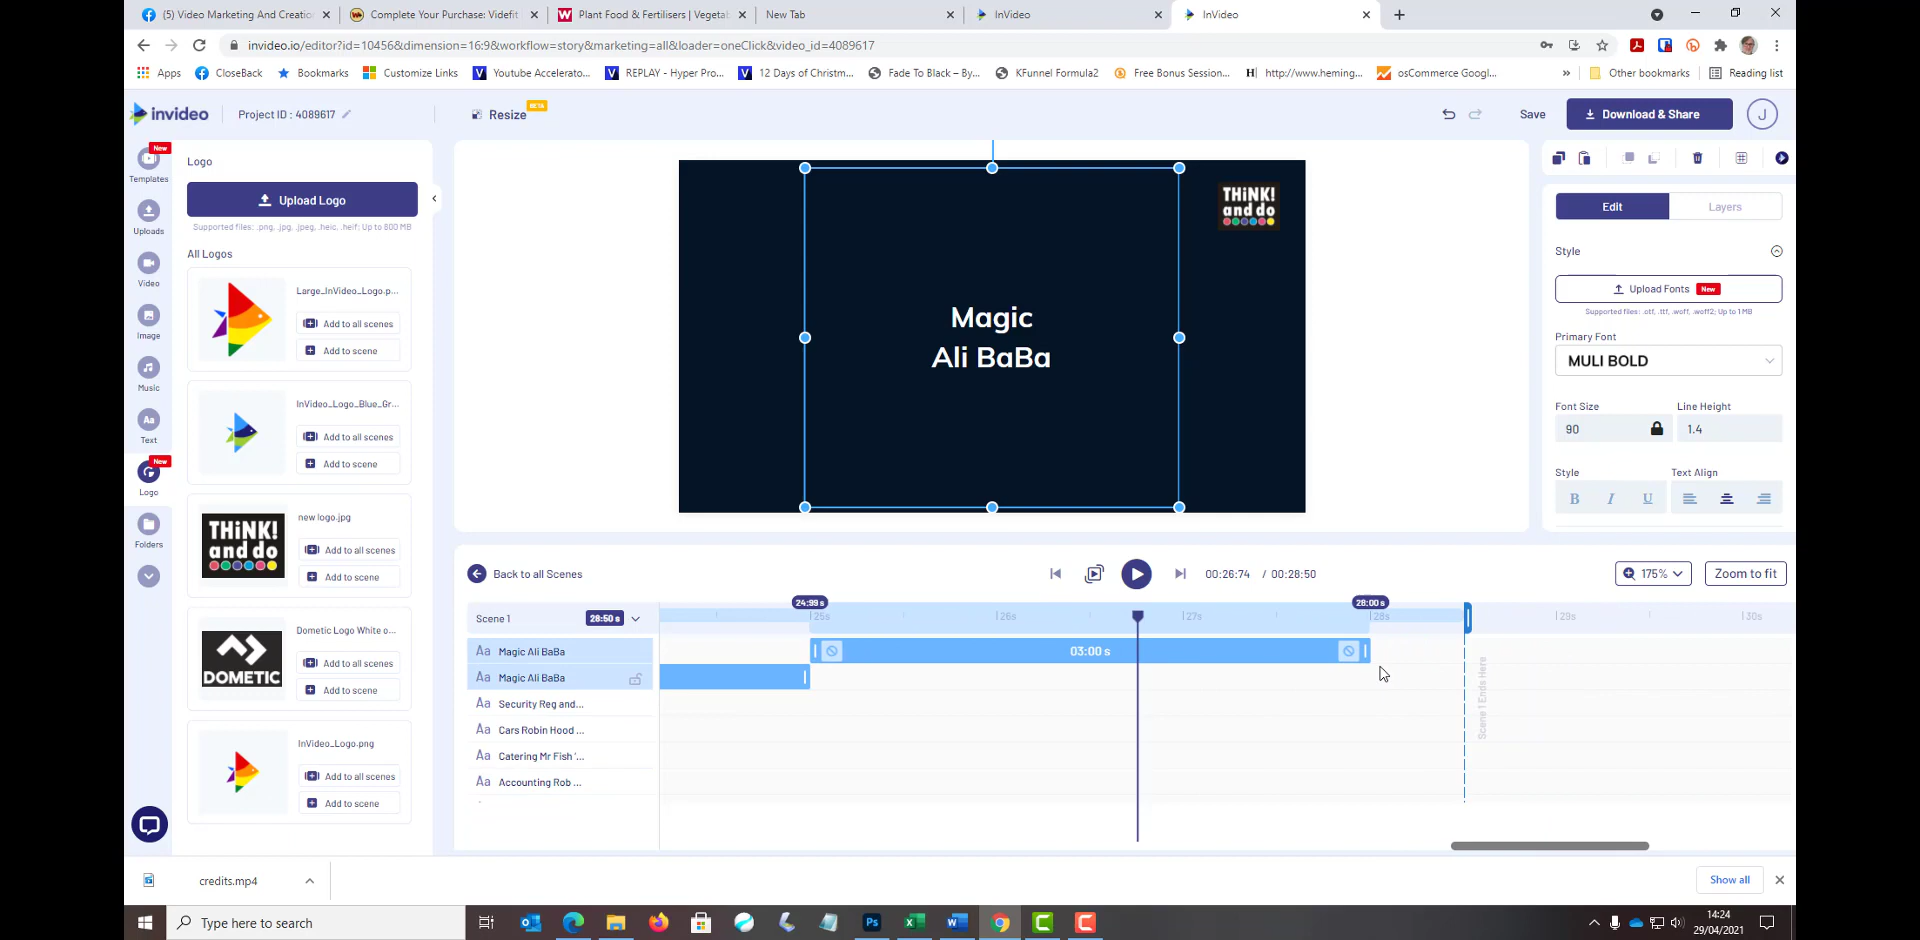 (5) Video Marketing And Creatio
Complete Your Purchase: Videfit
Plant Food & Fertilisers | Vegetab
New Tab
InVideo
InVideo
invideo.io/editor?id=10456&dimension=16:9&workflow=story&marketing=all&loader=oneClick&video_id=4089617
Apps
CloseBack
Bookmarks
Customize Links
Youtube Accelerato...
REPLAY - Hyper Pro...
12 Days of Christm...
Fade To Black – By...
KFunnel Formula2
Free Bonus Session...
http://www.heming...
osCommerce Googl...
»
Other bookmarks
Reading list
invideo
Project ID : 4089617
Resize
BETA
Save
Download & Share
J
New
Templates
Uploads
Video
Image
Music
Aa
Text
New
Logo
Folders
Logo
Upload Logo
Supported files: .png, .jpg, .jpeg, .heic, .heif; Up to 800 MB
All Logos
Large_InVideo_Logo.p...
Add to all scenes
Add to scene
InVideo_Logo_Blue_Gr...
Add to all scenes
Add to scene
THiNK!
and do
new logo.jpg
Add to all scenes
Add to scene
DOMETIC
Dometic Logo White o...
Add to all scenes
Add to scene
InVideo_Logo.png
Add to all scenes
Add to scene
THiNK!
and do
Magic
Ali BaBa
Edit
Layers
Style
Upload Fonts
New
Supported files: .otf, .ttf, .woff, .woff2; Up to 1 MB
Primary Font
MULI BOLD
Font Size
Line Height
90
1.4
Style
Text Align
B I U
Back to all Scenes
00:26:74 / 00:28:50
175%
Zoom to fit
24:99 s
28:00 s
Scene 1
28:50 s
25s
26s
27s
28s
29s
30s
Aa Magic Ali BaBa
03:00 s
Aa Magic Ali BaBa
Aa Security Reg and...
Aa Cars Robin Hood ...
Aa Catering Mr Fish '...
Aa Accounting Rob ...
Scene 1 Ends Here
credits.mp4
Show all
Type here to search
14:24
29/04/2021